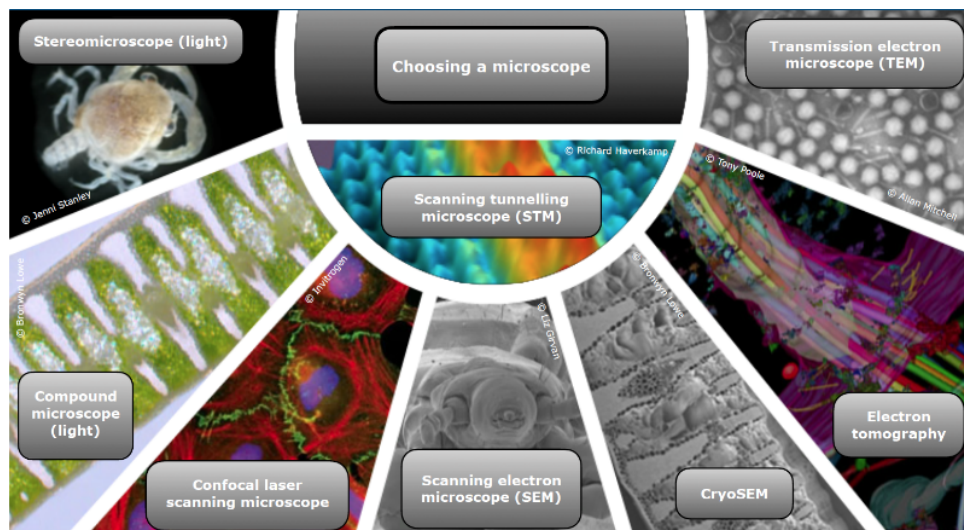 Stereomicroscope (light)
Choosing a microscope
Transmission electron
microscope (TEM)
© Richard Haverkamp
© Jenni Stanley
Scanning tunnelling
microscope (STM)
© Tony Poole
© Allan Mitchell
© Bronwyn Lowe
© Invitrogen
© Liz Girvan
© Bronwyn Lowe
Compound
microscope
(light)
Electron
tomography
Confocal laser
scanning microscope
Scanning electron
microscope (SEM)
CryoSEM